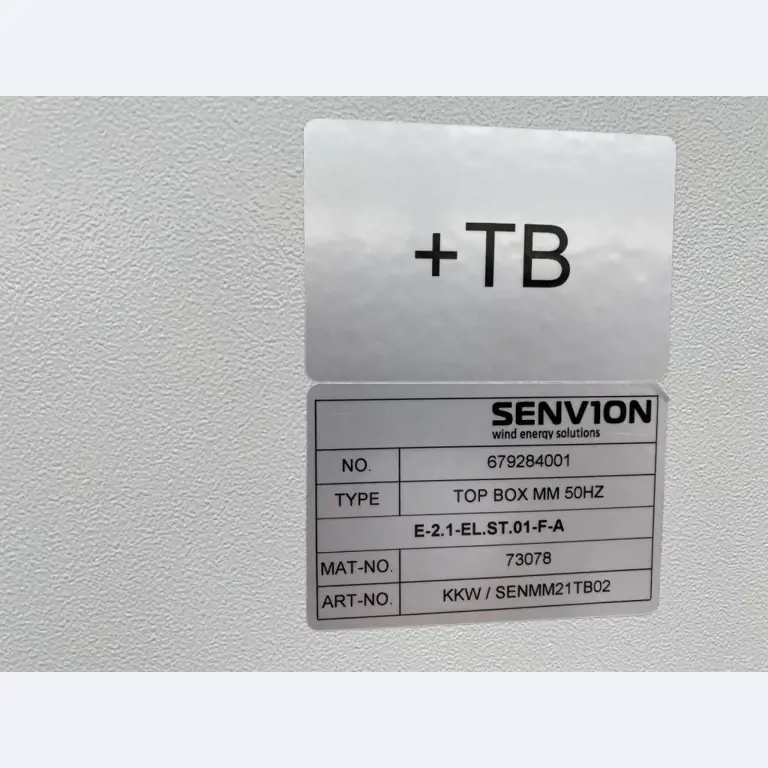 +TB
SENVION
wind energy solutions
NO. 679284001
TYPE TOP BOX MM 50HZ
E-2.1-EL.ST.01-F-A
MAT-NO. 73078
ART-NO. KKW / SENMM21TB02